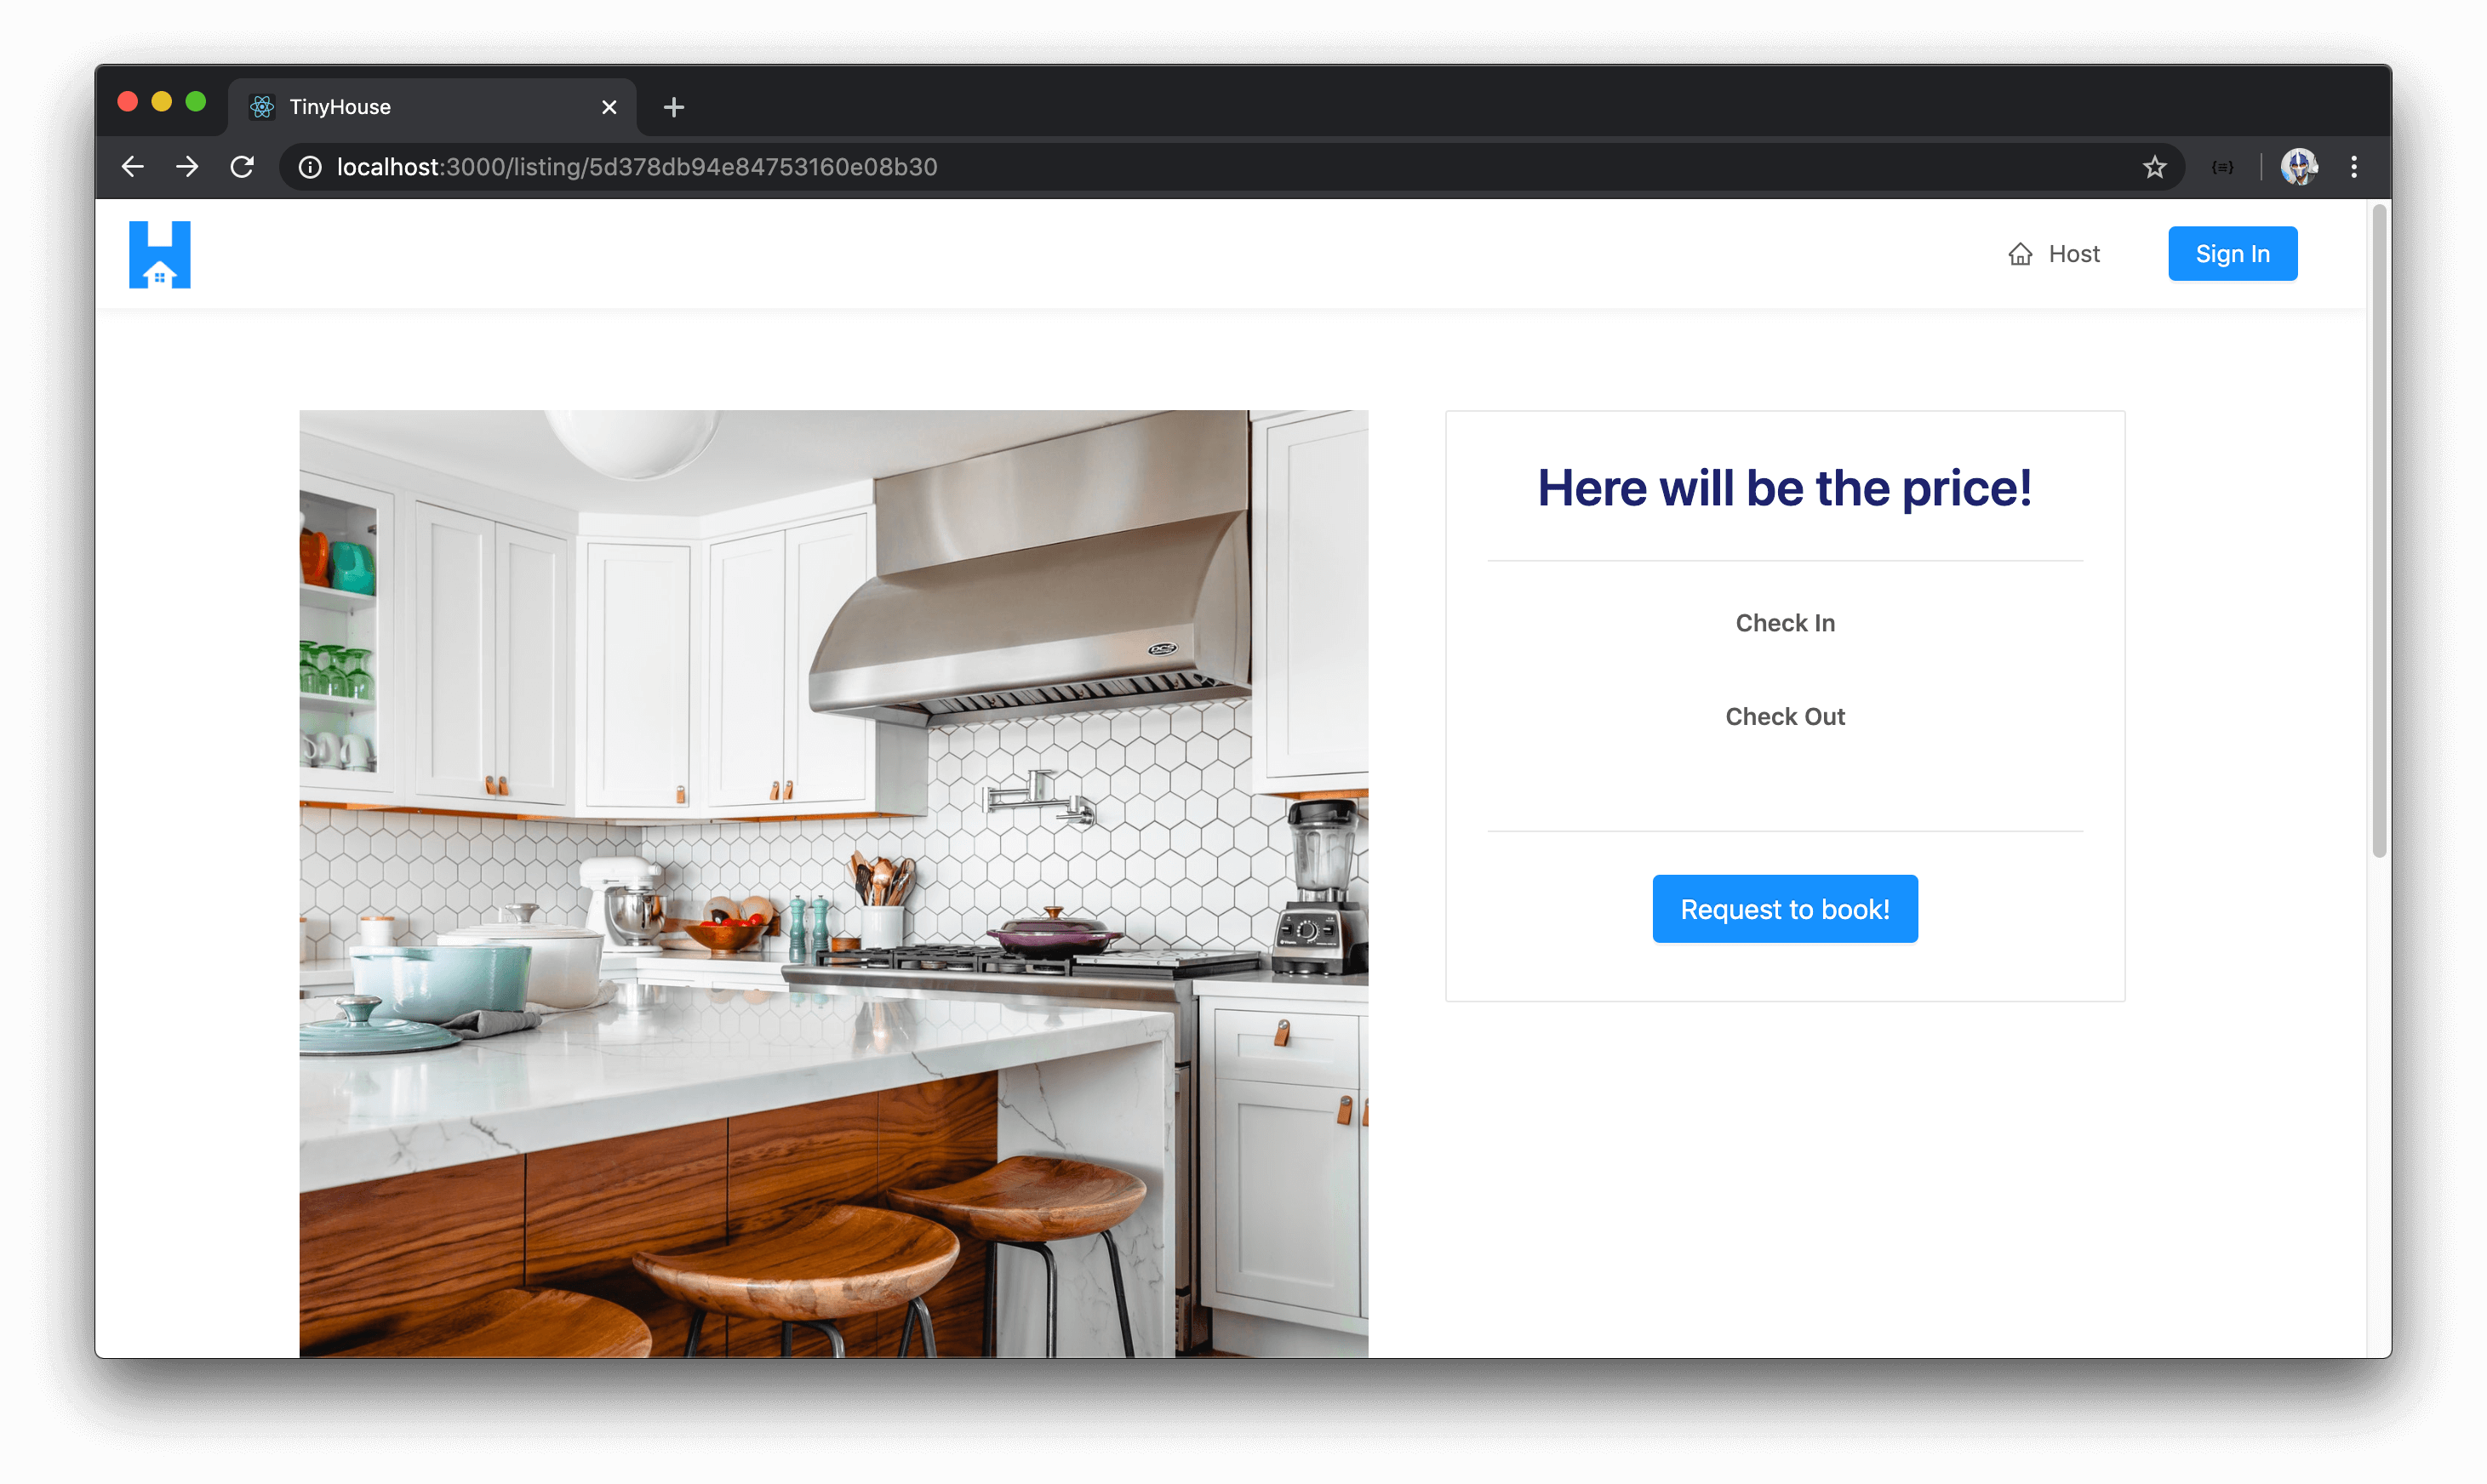 TinyHouse
localhost:3000/listing/5d378db94e84753160e08b30
Host
Sign In
Here will be the price!
Check In
Check Out
Request to book!
DCS